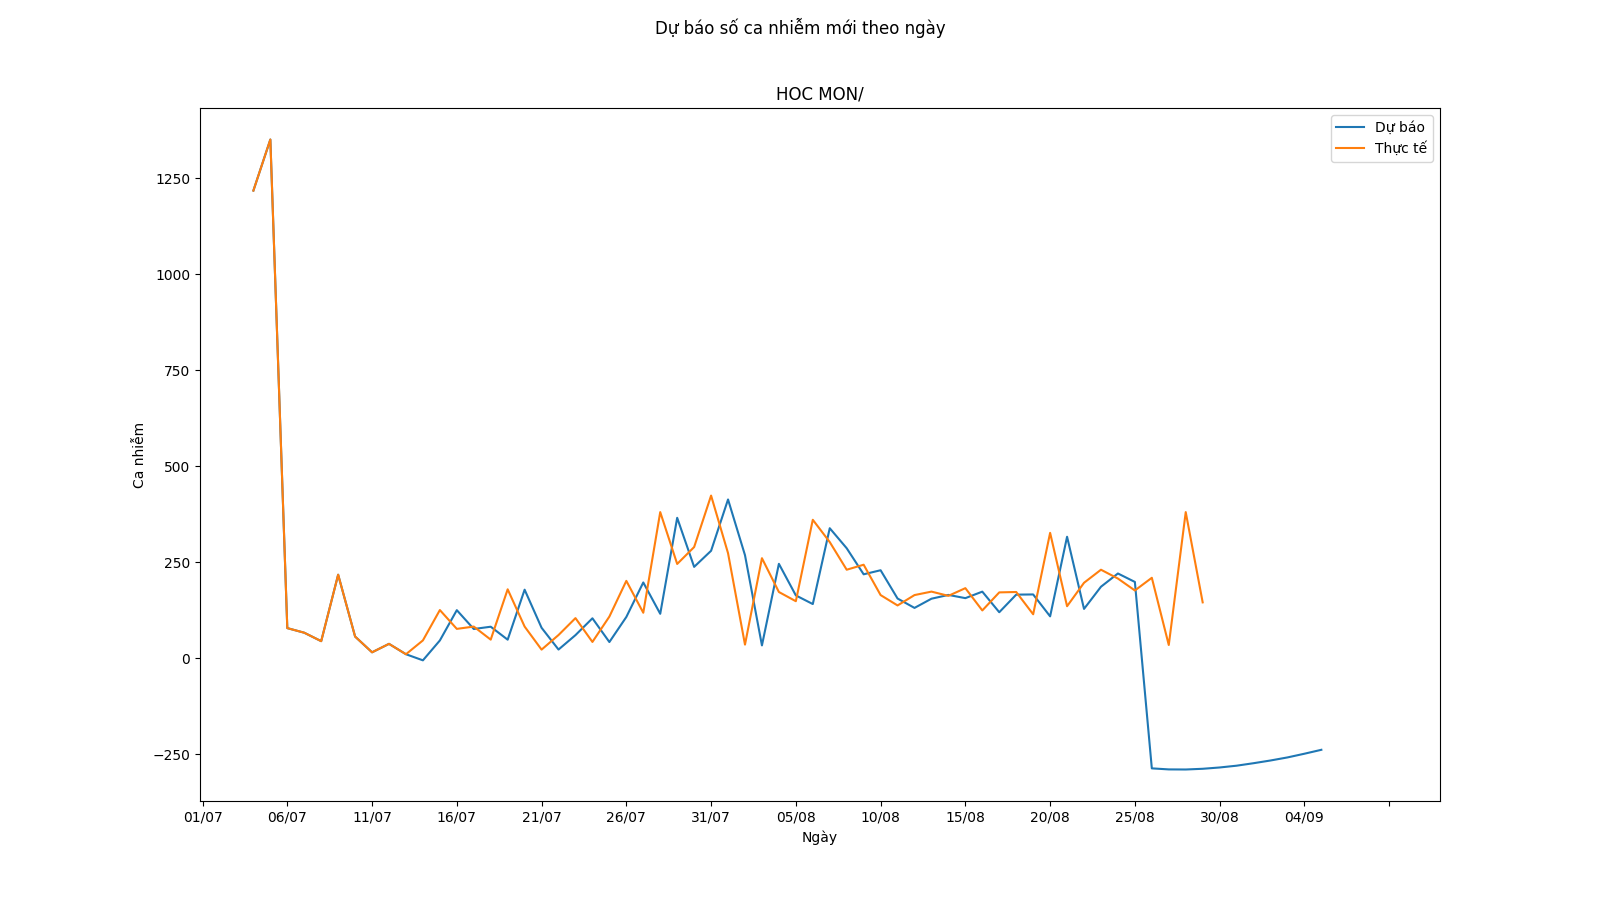 Dự báo số ca nhiễm mới theo ngày
HOC MON/
Dự báo
Thực tế
1250
1000
750
500
250
0
−250
Ca nhiễm
01/07 06/07 11/07 16/07 21/07 26/07 31/07 05/08 10/08 15/08 20/08 25/08 30/08 04/09
Ngày